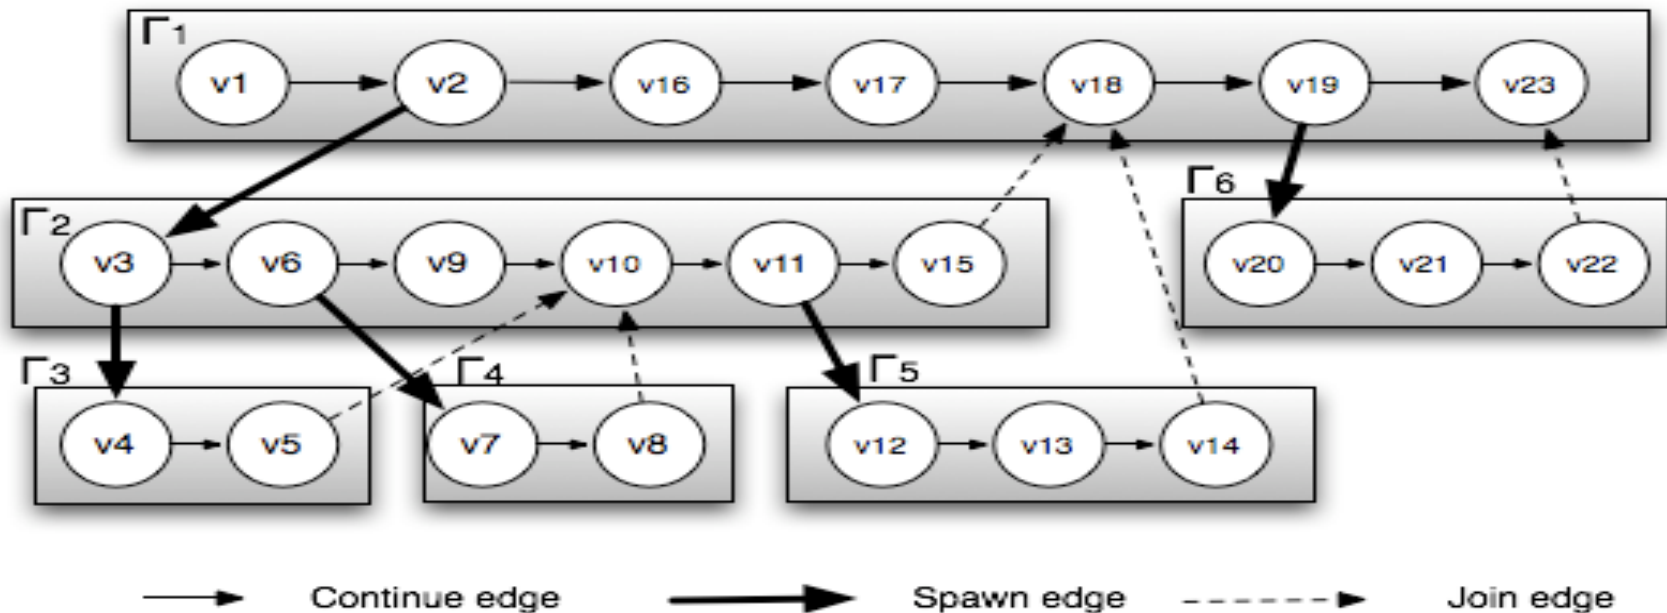 Γ1
v1 v2 v16 v17 v18 v19 v23
Γ6
Γ2
v3 v6 v9 v10 v11 v15 v20 v21 v22
Γ3 Γ4 Γ5
v4 v5 v7 v8 v12 v13 v14
Continue edge Spawn edge Join edge